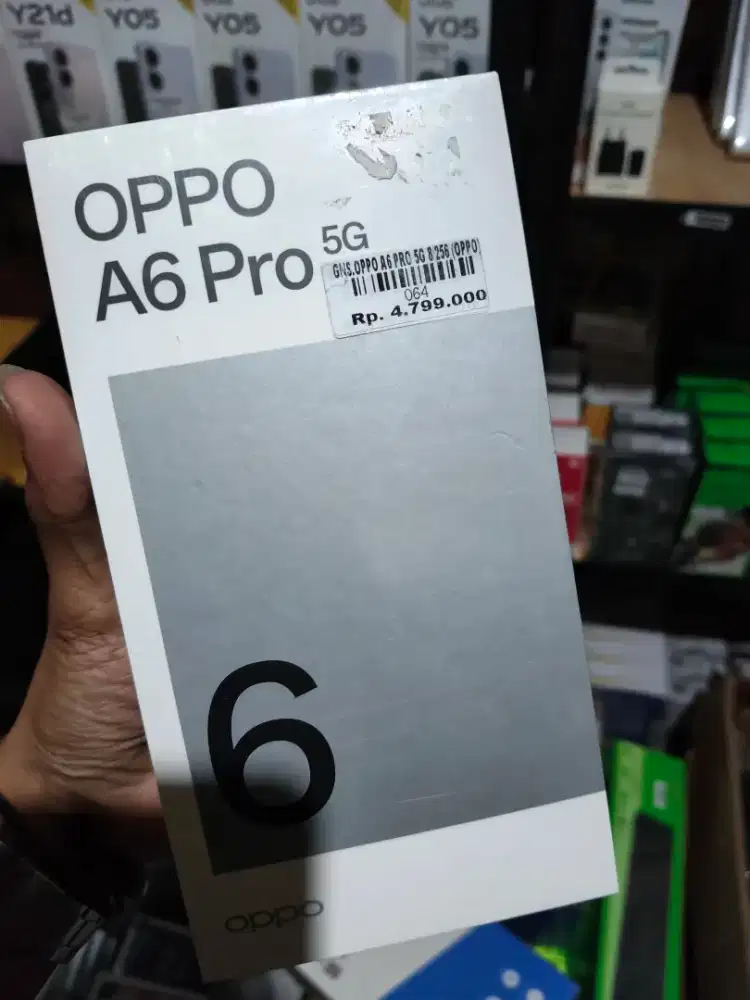 Y21d
Y05
Y05
Y05
Y05
OPPO
A6 Pro 5G
GNS.OPPO A6 PRO 5G 8 256 (OPPO)
064
Rp. 4.799.000
6
oppo